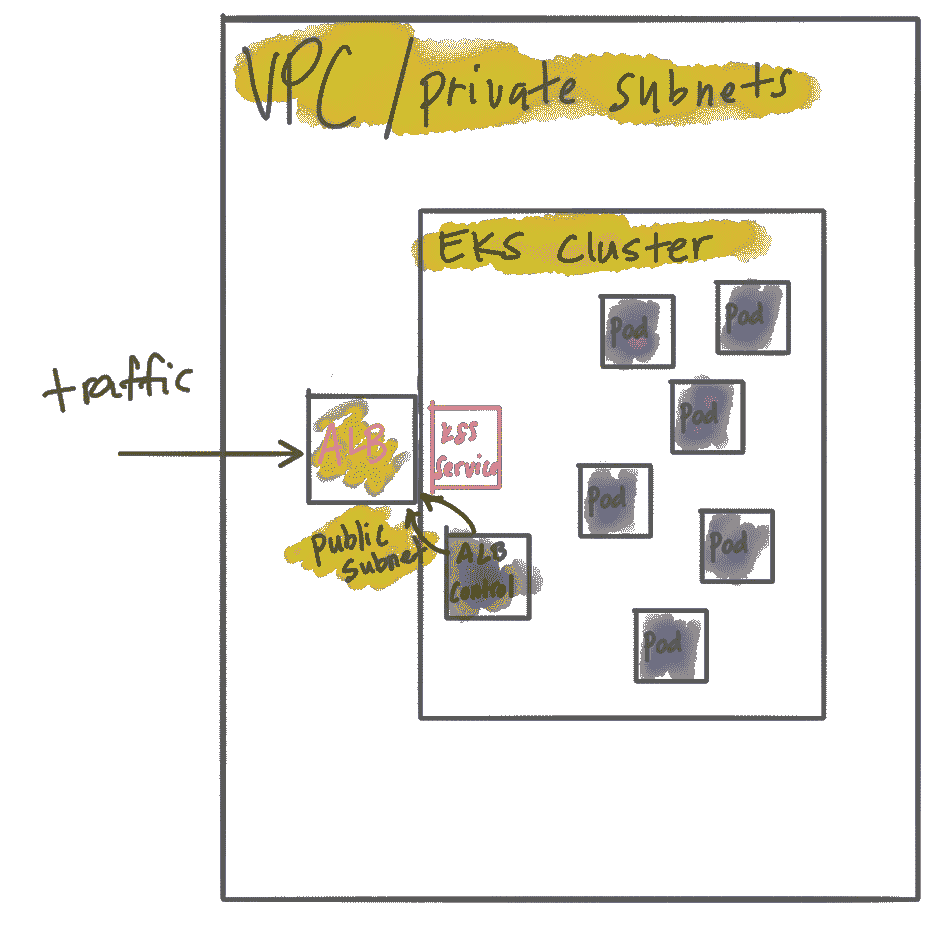 VPC/private subnets
EKS Cluster
Pod
Pod
traffic
Pod
ALB
K8S
Service
Pod
Public
Subnet
Pod
ALB
Control
Pod